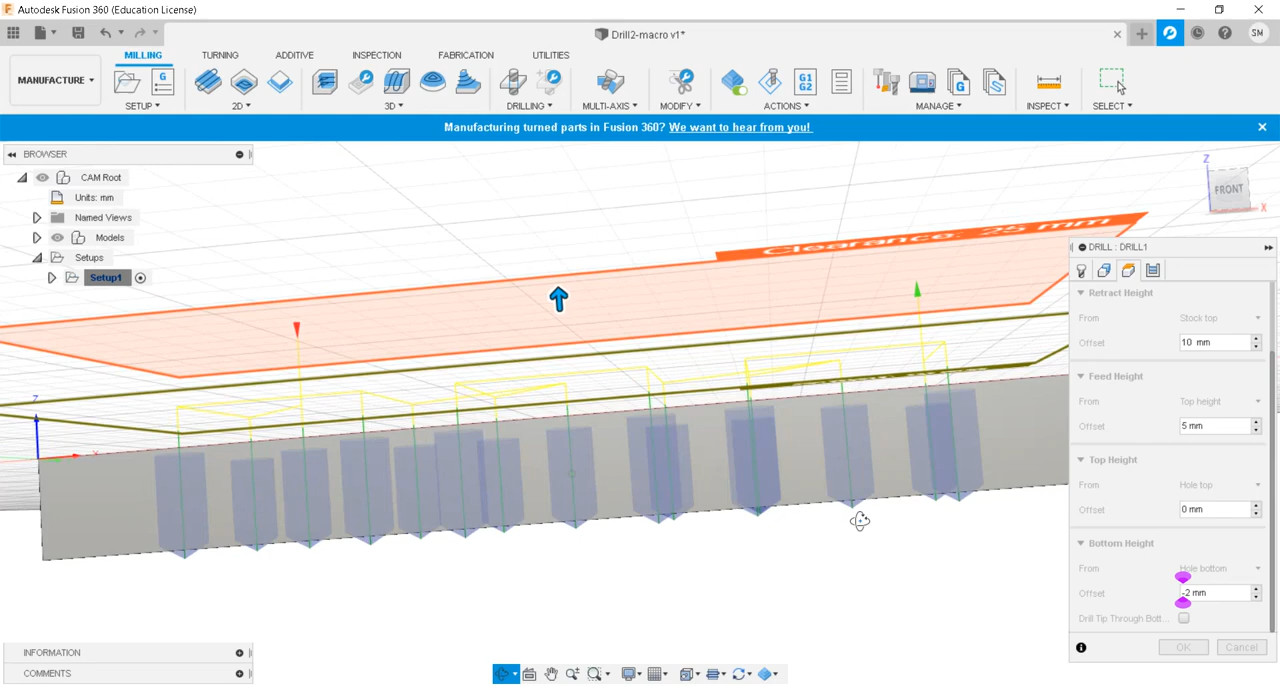 Autodesk Fusion 360 (Education License)
Drill2-macro v1*
SM
MILLING TURNING ADDITIVE INSPECTION FABRICATION UTILITIES
MANUFACTURE
G
G1
G2
G
S
SETUP 2D 3D DRILLING MULTI-AXIS MODIFY ACTIONS MANAGE INSPECT SELECT
Manufacturing turned parts in Fusion 360? We want to hear from you!
BROWSER
CAM Root
Units: mm
Named Views
Models
Setups
Setup1
Z
FRONT
X
Clearance: 25 mm
Z
X
DRILL : DRILL1
Retract Height
From Stock top
Offset 10 mm
Feed Height
From Top height
Offset 5 mm
Top Height
From Hole top
Offset 0 mm
Bottom Height
From Hole bottom
Offset -2 mm
Drill Tip Through Bott...
OK Cancel
INFORMATION
COMMENTS